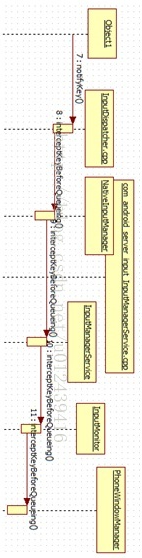 Object1
7 : notifyKey()
InputDispatcher.cpp
8 : interceptKeyBeforeQueueing()
com_android_server_input_InputManagerService.cpp
NativeInputManager
9 : interceptKeyBeforeQueueing()
InputManagerService
10 : interceptKeyBeforeQueueing()
InputMonitor
11 : interceptKeyBeforeQueueing()
PhoneWindowManager